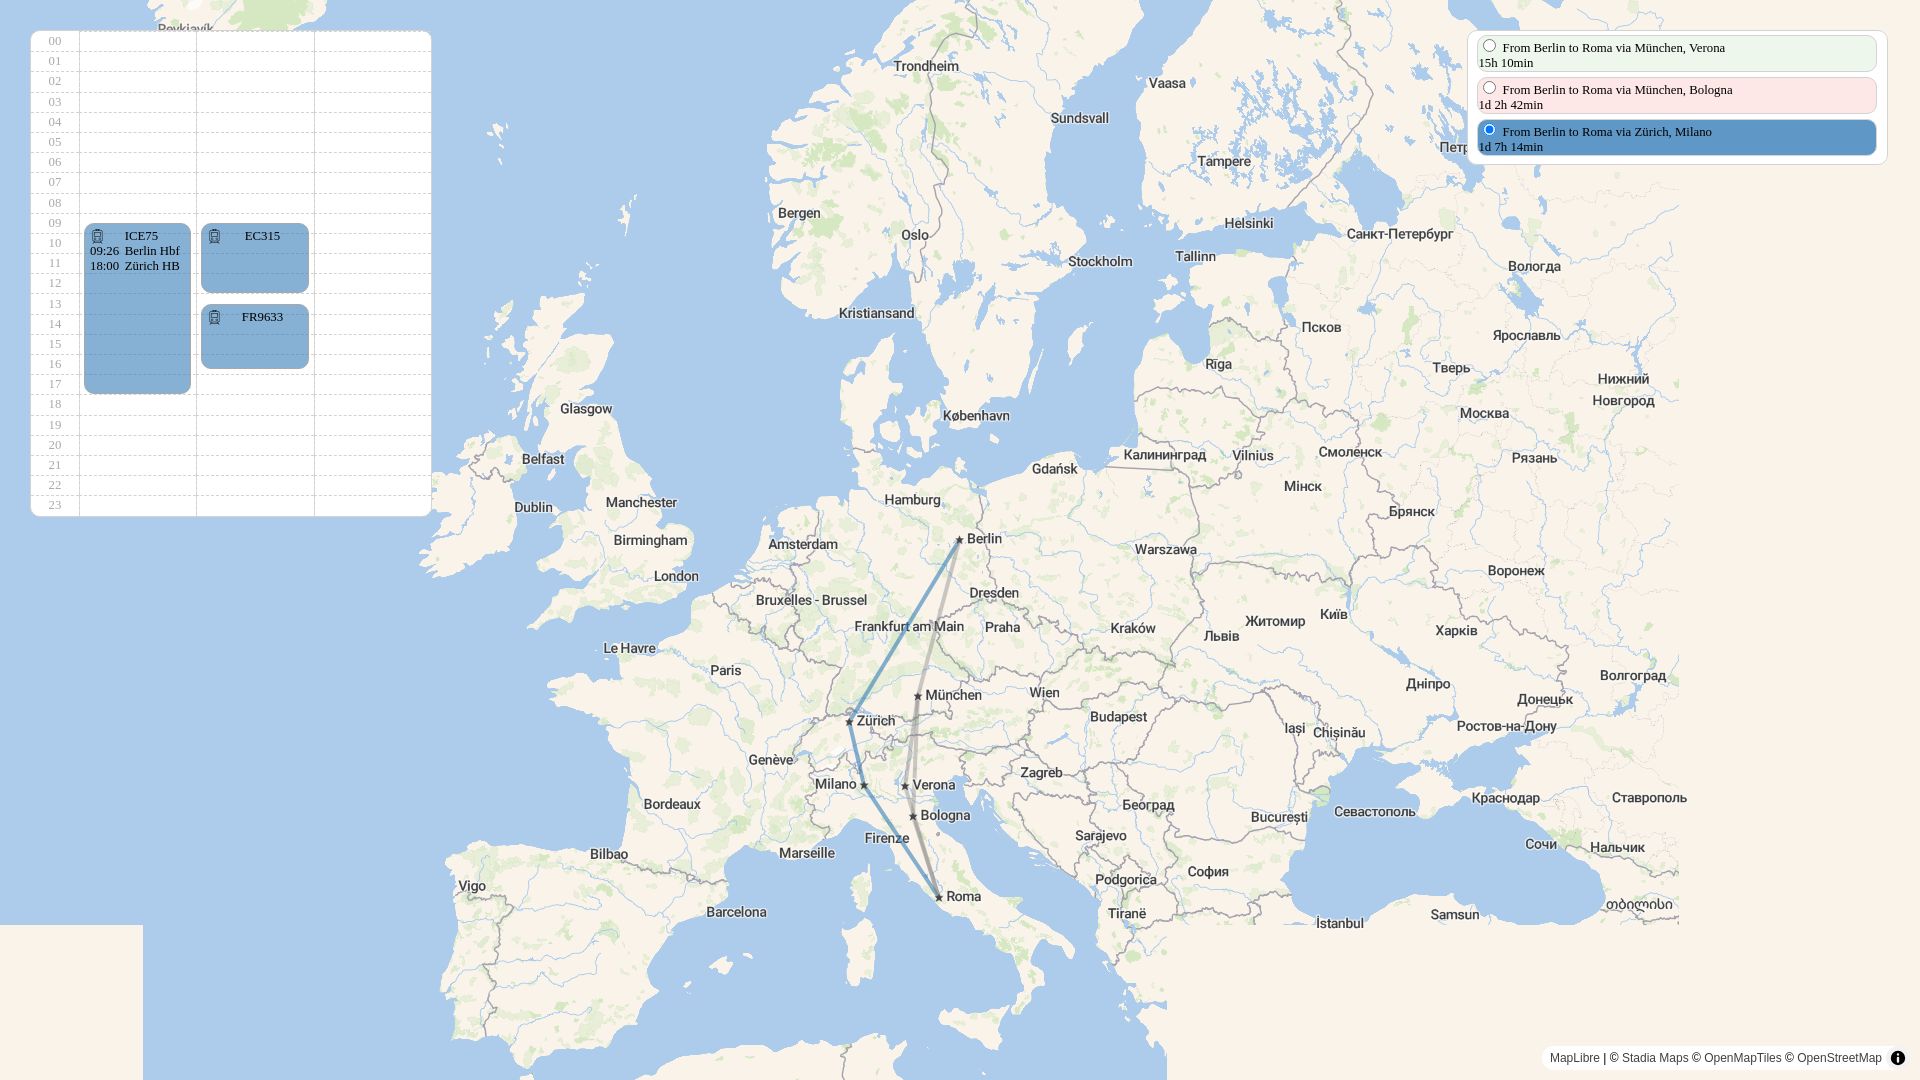 Reykjavík
00
01
02
03
04
05
06
07
08
09
10
11
12
13
14
15
16
17
18
19
20
21
22
23
ICE75
09:26 Berlin Hbf
18:00 Zürich HB
EC315
FR9633
From Berlin to Roma via München, Verona
15h 10min
From Berlin to Roma via München, Bologna
1d 2h 42min
From Berlin to Roma via Zürich, Milano
1d 7h 14min
Trondheim
Vaasa
Sundsvall
Tampere
Bergen
Oslo
Helsinki
Санкт-Петербург
Stockholm
Tallinn
Вологда
Kristiansand
Псков
Ярославль
Rīga
Тверь
Нижний
Новгород
Glasgow
København
Москва
Belfast
Gdańsk
Калининград
Vilnius
Смоленск
Рязань
Hamburg
Мінск
Manchester
Dublin
Брянск
Birmingham
Amsterdam
Berlin
Warszawa
London
Воронеж
Bruxelles - Brussel
Dresden
Frankfurt am Main
Praha
Kraków
Львів
Житомир
Київ
Харків
Le Havre
Paris
München
Wien
Дніпро
Волгоград
Донецьк
Zürich
Budapest
Iași
Chișinău
Ростов-на-Дону
Genève
Zagreb
Milano
Verona
Bordeaux
Београд
București
Севастополь
Краснодар
Ставрополь
Bologna
Firenze
Sarajevo
Marseille
Bilbao
Сочи
Нальчик
Vigo
Podgorica
София
Roma
Barcelona
Tiranë
İstanbul
Samsun
თბილისი
MapLibre | © Stadia Maps © OpenMapTiles © OpenStreetMap